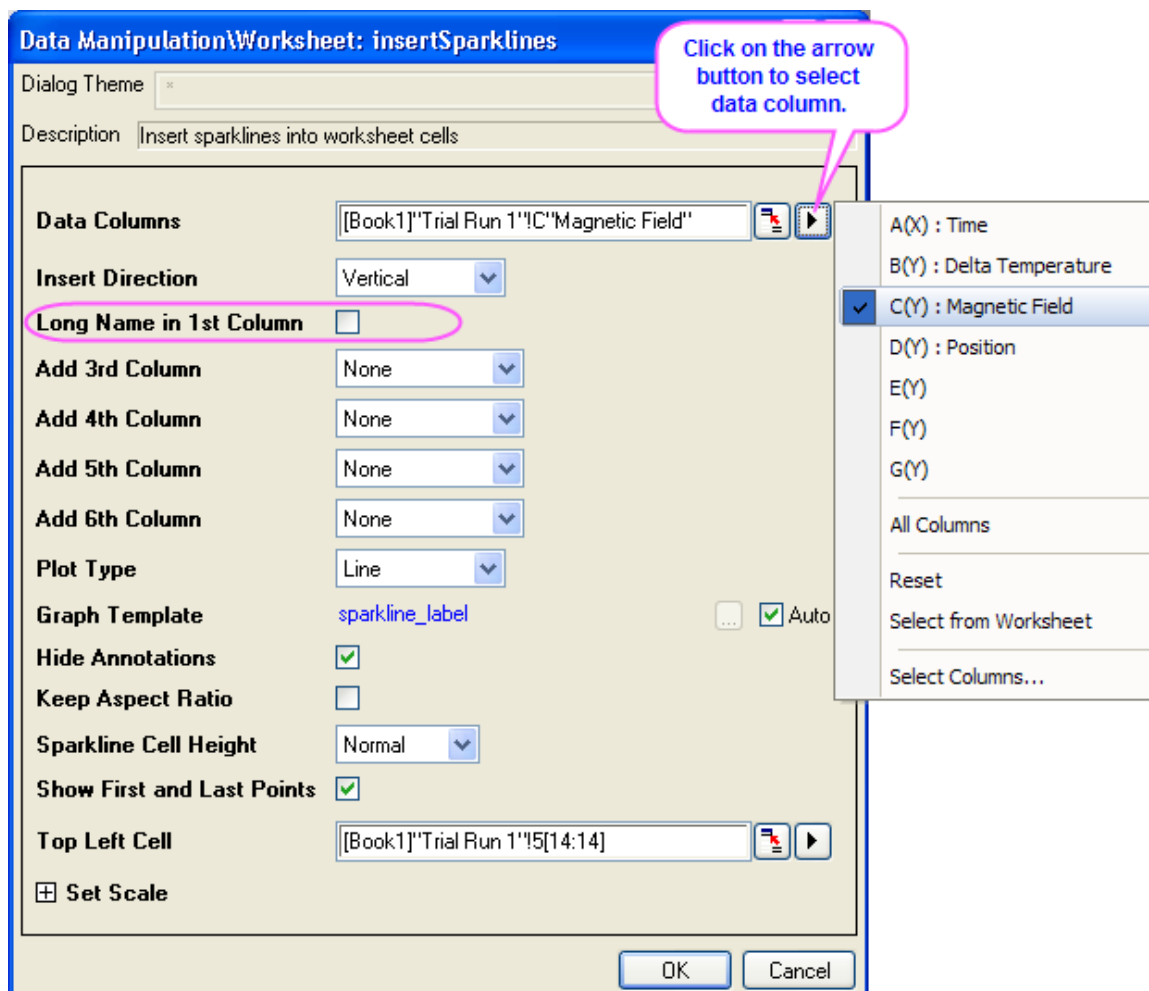 Data Manipulation\Worksheet: insertSparklines
Click on the arrow
button to select
data column.
Dialog Theme *
Description Insert sparklines into worksheet cells
Data Columns [Book1]"Trial Run 1"!C"Magnetic Field"
Insert Direction Vertical
Long Name in 1st Column
Add 3rd Column None
Add 4th Column None
Add 5th Column None
Add 6th Column None
Plot Type Line
Graph Template sparkline_label ... Auto
Hide Annotations
Keep Aspect Ratio
Sparkline Cell Height Normal
Show First and Last Points
Top Left Cell [Book1]"Trial Run 1"!5[14:14]
Set Scale
OK Cancel
A(X) : Time
B(Y) : Delta Temperature
C(Y) : Magnetic Field
D(Y) : Position
E(Y)
F(Y)
G(Y)
All Columns
Reset
Select from Worksheet
Select Columns...